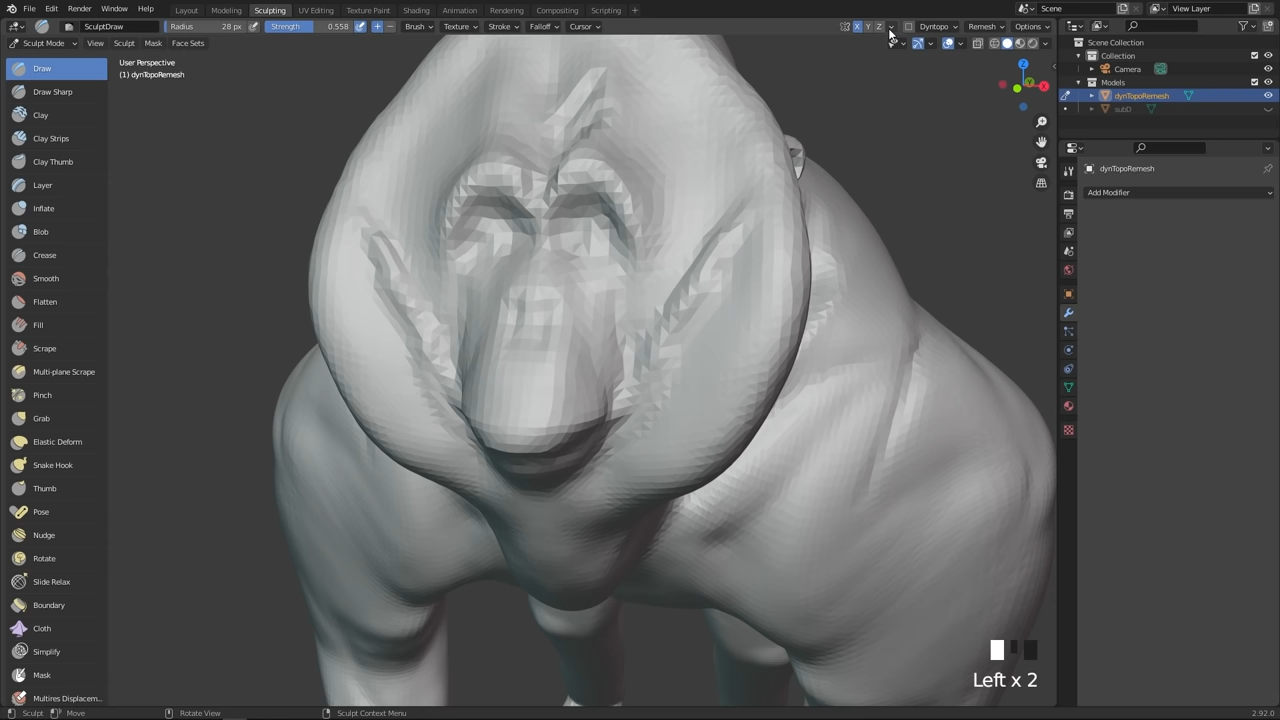 File Edit Render Window Help
Layout Modeling Sculpting UV Editing Texture Paint Shading Animation Rendering Compositing Scripting +
Scene
View Layer
SculptDraw Radius 28 px Strength 0.558 + − Brush Texture Stroke Falloff Cursor X Y Z Dyntopo Remesh Options
Sculpt Mode View Sculpt Mask Face Sets
Draw
Draw Sharp
Clay
Clay Strips
Clay Thumb
Layer
Inflate
Blob
Crease
Smooth
Flatten
Fill
Scrape
Multi-plane Scrape
Pinch
Grab
Elastic Deform
Snake Hook
Thumb
Pose
Nudge
Rotate
Slide Relax
Boundary
Cloth
Simplify
Mask
Multires Displacem...
User Perspective
(1) dynTopoRemesh
Z
X
Y
Left x 2
Scene Collection
Collection
Camera
Models
dynTopoRemesh
subD
dynTopoRemesh
Add Modifier
Sculpt Move Rotate View Sculpt Context Menu 2.92.0